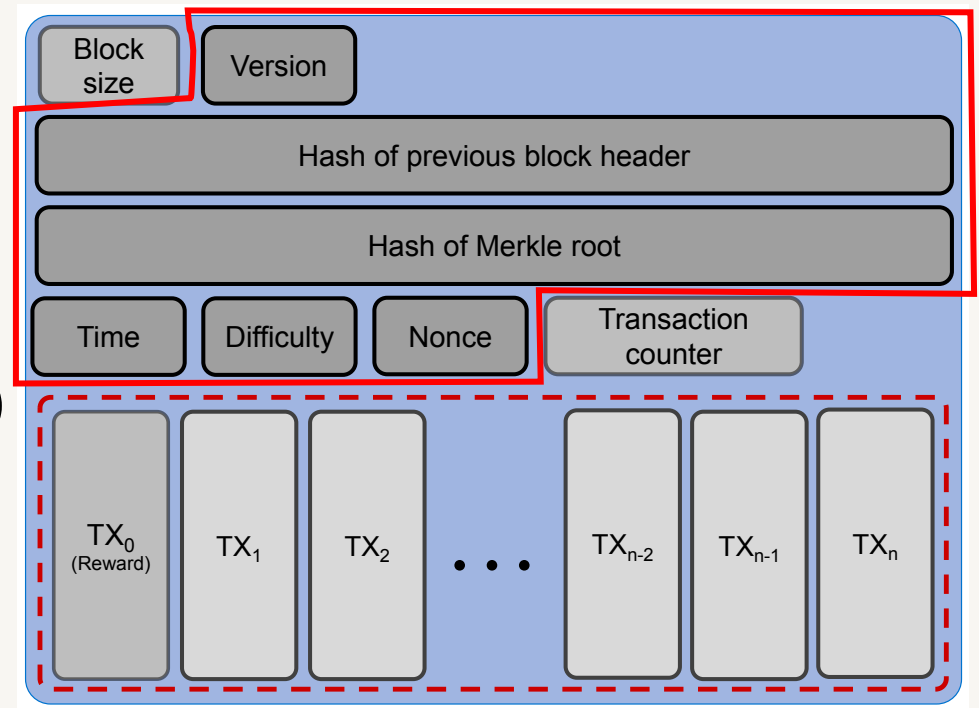 Block
size
Version
Hash of previous block header
Hash of Merkle root
Time
Difficulty
Nonce
Transaction
counter
)
TX₀
(Reward)
TX₁
TX₂
. . .
TXₙ₋₂
TXₙ₋₁
TXₙ